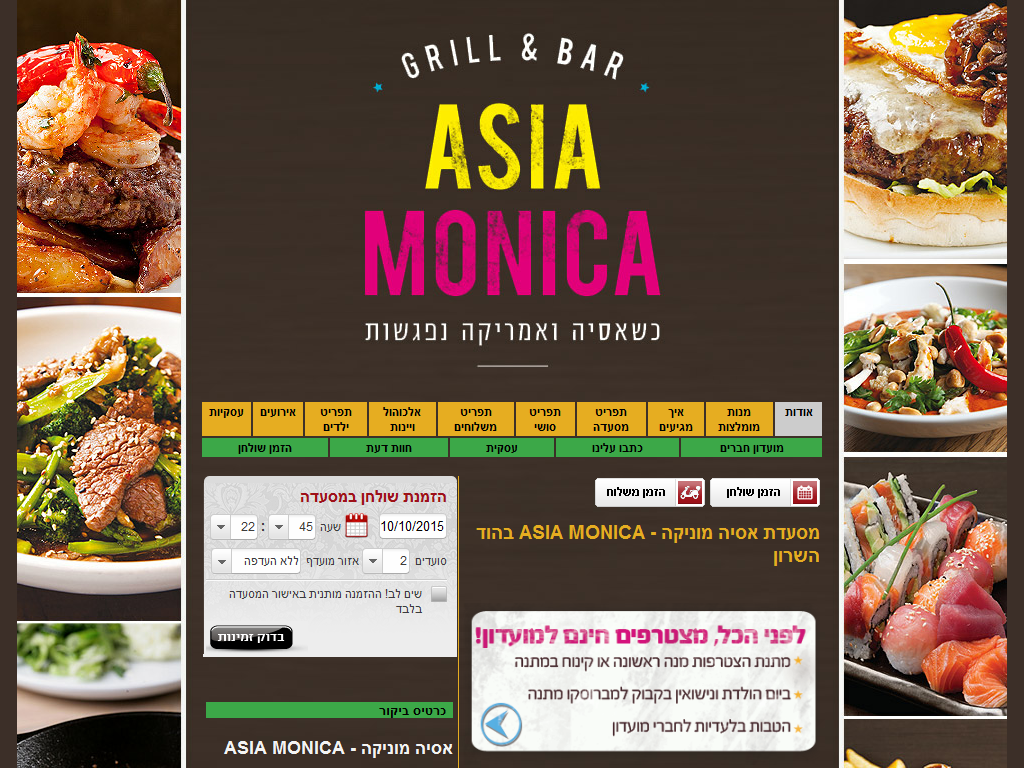 GRILL & BAR
ASIA
MONICA
כשאסיה ואמריקה נפגשות
אודות
מנות מומלצות
איך מגיעים
תפריט מסעדה
תפריט סושי
תפריט משלוחים
אלכוהול ויינות
תפריט ילדים
אירועים
עסקיות
מועדון חברים
כתבו עלינו
עסקית
חוות דעת
הזמן שולחן
הזמן שולחן
הזמן משלוח
מסעדת אסיה מוניקה - ASIA MONICA בהוד
השרון
לפני הכל, מצטרפים חינם למועדון!
מתנת הצטרפות מנה ראשונה או קינוח במתנה
ביום הולדת ונישואין בקבוק למברוסקו מתנה
הטבות בלעדיות לחברי מועדון
הזמנת שולחן במסעדה
10/10/2015 שעה 45 : 22
סועדים 2 אזור מועדף ללא העדפה
שים לב! ההזמנה מותנית באישור המסעדה
בלבד
בדוק זמינות
כרטיס ביקור
אסיה מוניקה - ASIA MONICA